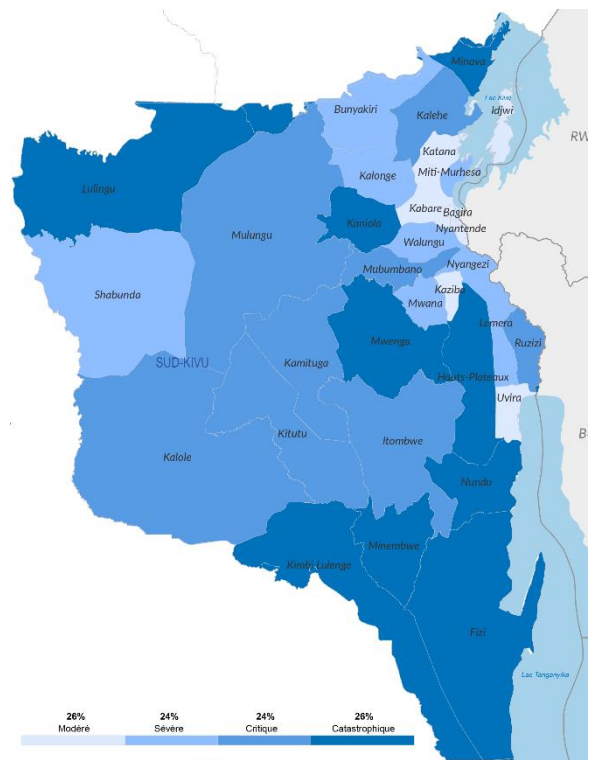 Minova
Lac Kivu
Idjwi
Bunyakiri
Kalehe
RW
Katana
Miti-Murhesa
Kalonge
Lulingu
Kabare
Bagira
Kaniolo
Nyantende
Mulungu
Walungu
Mubumbano
Nyangezi
Shabunda
Kaziba
Mwana
Lemera
Mwenga
Ruzizi
SUD-KIVU
Kamituga
Hauts-Plateaux
Uvira
Kitutu
Itombwe
B
Kalole
Nundu
Minembwe
Kimbi-Lulenge
Fizi
Lac Tanganyika
26% 24% 24% 26%
Modéré Sévère Critique Catastrophique